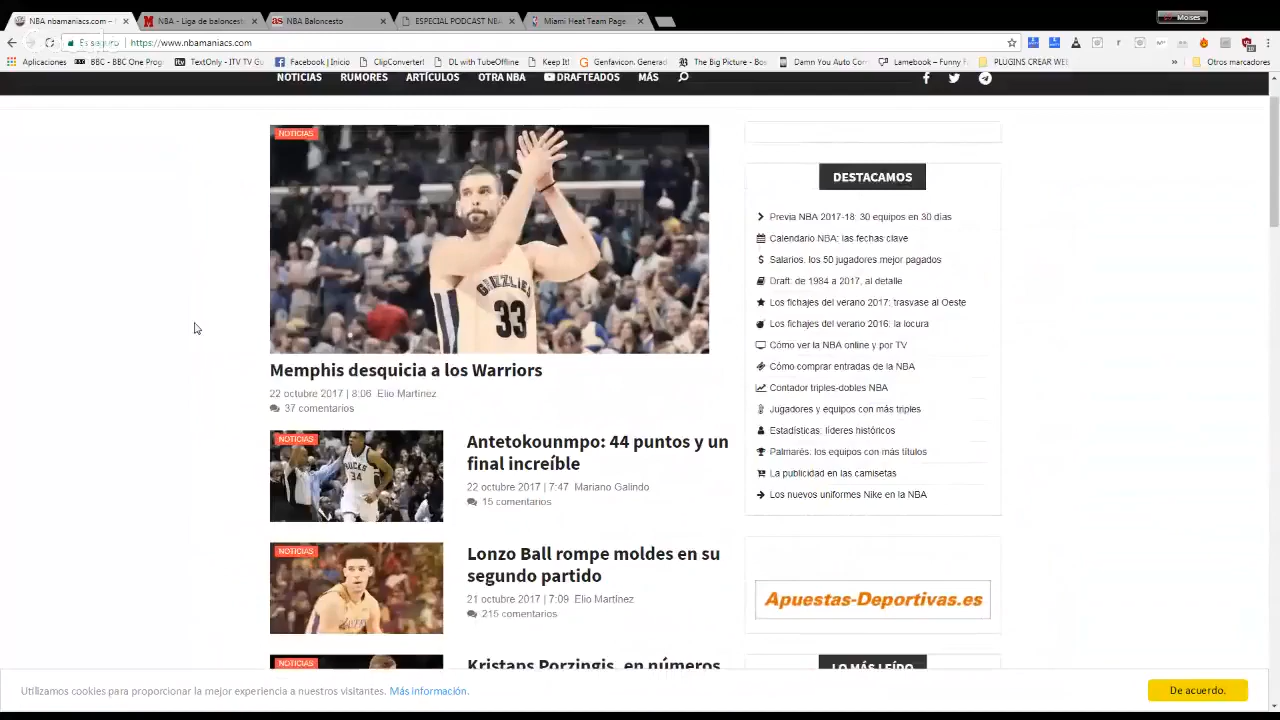 NBA nbamaniacs.com –
NBA - Liga de balonces
NBA Baloncesto
ESPECIAL PODCAST NBA
Miami Heat Team Page
Moises
Es seguro
https://www.nbamaniacs.com
Aplicaciones
BBC - BBC One Prog
TextOnly - ITV TV Gu
Facebook | Inicio
ClipConverter!
DL with TubeOffline
Keep It!
Genfavicon. Generad
The Big Picture - Bos
Damn You Auto Corr
Lamebook – Funny F
PLUGINS CREAR WEB
»
Otros marcadores
NOTICIAS
RUMORES
ARTÍCULOS
OTRA NBA
DRAFTEADOS
MÁS
NOTICIAS
GRIZZLIES
33
Memphis desquicia a los Warriors
22 octubre 2017 | 8:06 Elio Martínez
37 comentarios
NOTICIAS
BUCKS
34
Antetokounmpo: 44 puntos y un
final increíble
22 octubre 2017 | 7:47 Mariano Galindo
15 comentarios
NOTICIAS
Lonzo Ball rompe moldes en su
segundo partido
21 octubre 2017 | 7:09 Elio Martínez
215 comentarios
NOTICIAS
Kristaps Porzingis, en números
DESTACAMOS
Previa NBA 2017-18: 30 equipos en 30 días
Calendario NBA: las fechas clave
Salarios: los 50 jugadores mejor pagados
Draft: de 1984 a 2017, al detalle
Los fichajes del verano 2017: trasvase al Oeste
Los fichajes del verano 2016: la locura
Cómo ver la NBA online y por TV
Cómo comprar entradas de la NBA
Contador triples-dobles NBA
Jugadores y equipos con más triples
Estadísticas: líderes históricos
Palmarés: los equipos con más títulos
La publicidad en las camisetas
Los nuevos uniformes Nike en la NBA
Apuestas-Deportivas.es
LO MÁS LEÍDO
Utilizamos cookies para proporcionar la mejor experiencia a nuestros visitantes. Más información.
De acuerdo.